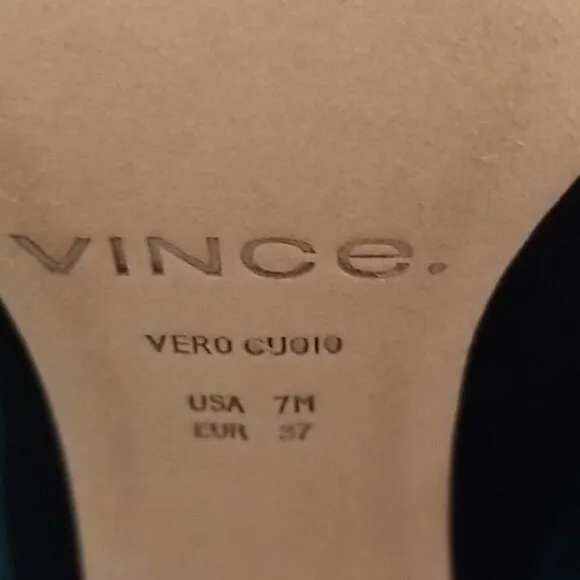 VINCe.
VERO CUOIO
USA 7M
EUR 37